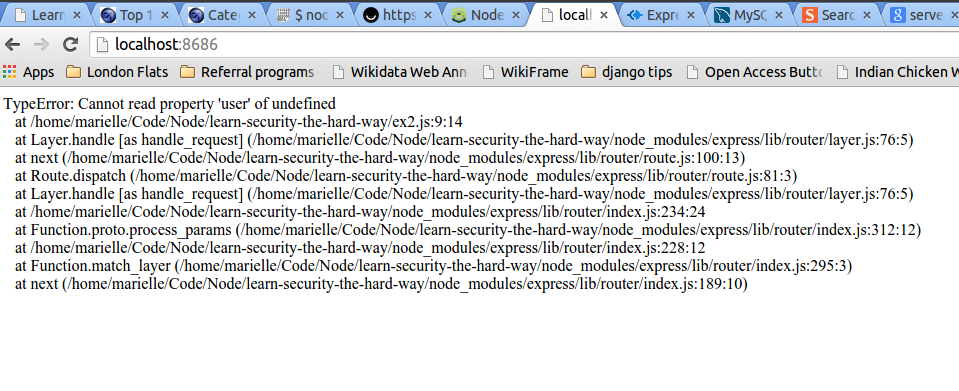 Learn
Top 1
Cate
$ noc
https
Node
locall
Expre
MySQ
Searc
serve
localhost:8686
Apps
London Flats
Referral programs
Wikidata Web Ann
WikiFrame
django tips
Open Access Butt
Indian Chicken W
TypeError: Cannot read property 'user' of undefined
at /home/marielle/Code/Node/learn-security-the-hard-way/ex2.js:9:14
at Layer.handle [as handle_request] (/home/marielle/Code/Node/learn-security-the-hard-way/node_modules/express/lib/router/layer.js:76:5)
at next (/home/marielle/Code/Node/learn-security-the-hard-way/node_modules/express/lib/router/route.js:100:13)
at Route.dispatch (/home/marielle/Code/Node/learn-security-the-hard-way/node_modules/express/lib/router/route.js:81:3)
at Layer.handle [as handle_request] (/home/marielle/Code/Node/learn-security-the-hard-way/node_modules/express/lib/router/layer.js:76:5)
at /home/marielle/Code/Node/learn-security-the-hard-way/node_modules/express/lib/router/index.js:234:24
at Function.proto.process_params (/home/marielle/Code/Node/learn-security-the-hard-way/node_modules/express/lib/router/index.js:312:12)
at /home/marielle/Code/Node/learn-security-the-hard-way/node_modules/express/lib/router/index.js:228:12
at Function.match_layer (/home/marielle/Code/Node/learn-security-the-hard-way/node_modules/express/lib/router/index.js:295:3)
at next (/home/marielle/Code/Node/learn-security-the-hard-way/node_modules/express/lib/router/index.js:189:10)